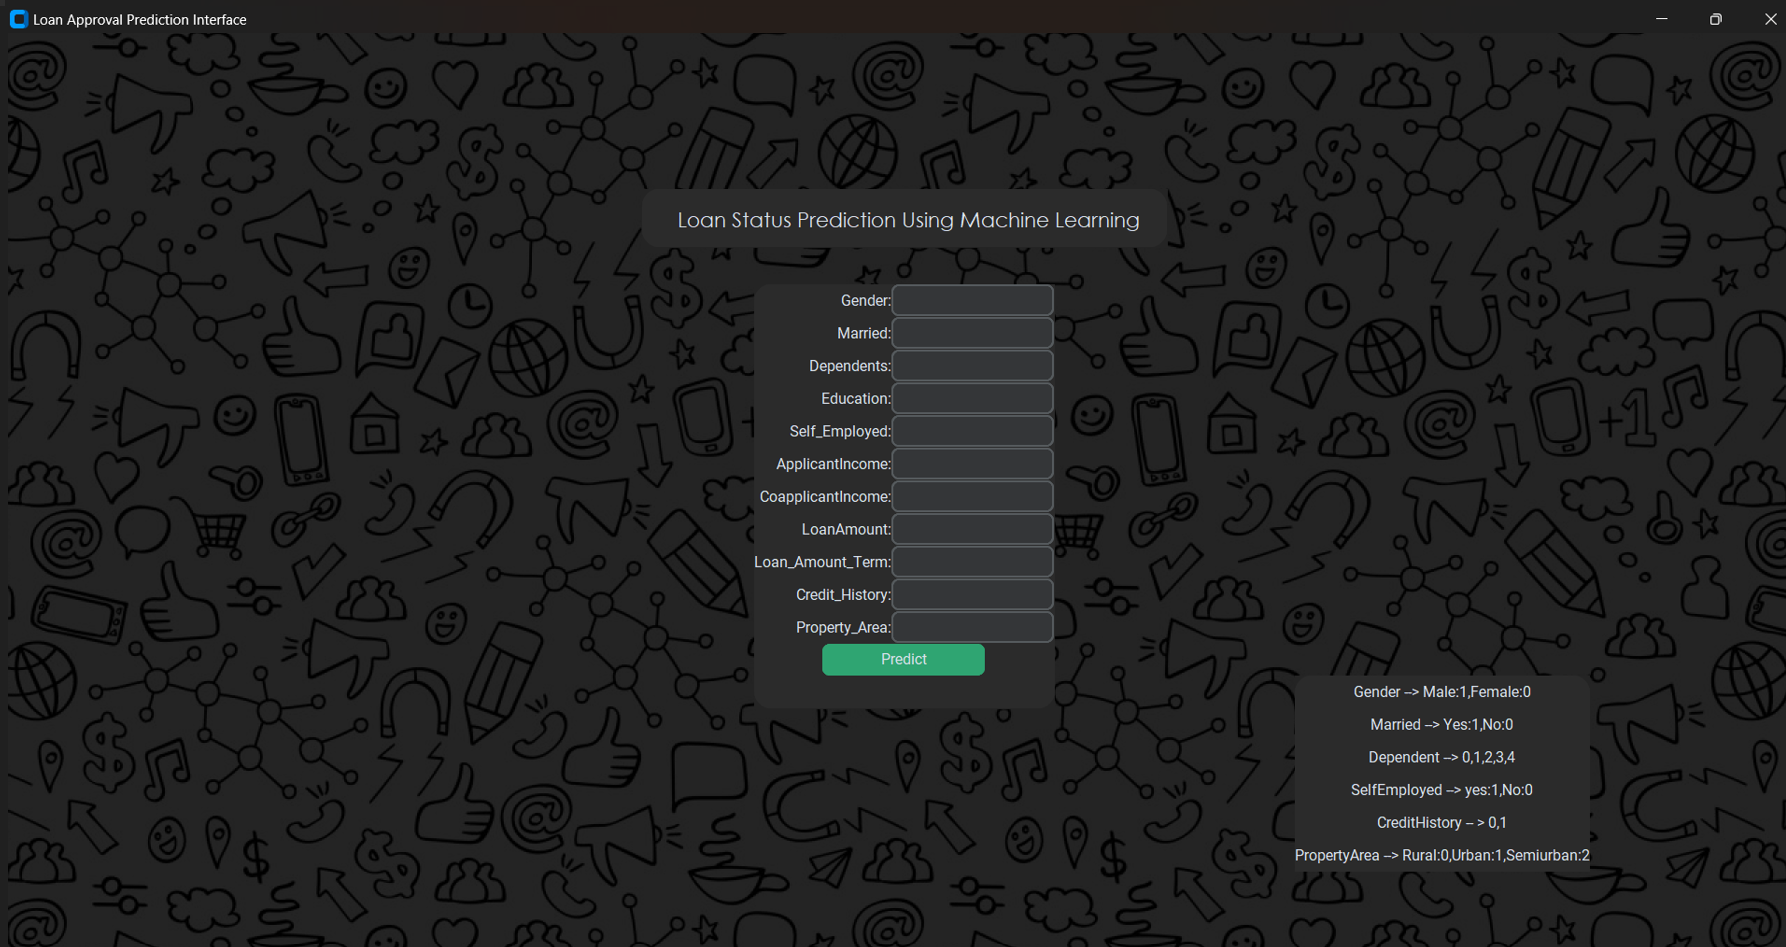 Loan Approval Prediction Interface
Loan Status Prediction Using Machine Learning
Gender:
Married:
Dependents:
Education:
Self_Employed:
ApplicantIncome:
CoapplicantIncome:
LoanAmount:
Loan_Amount_Term:
Credit_History:
Property_Area:
Predict
+1
Gender --> Male:1,Female:0
Married --> Yes:1,No:0
Dependent --> 0,1,2,3,4
SelfEmployed --> yes:1,No:0
CreditHistory -- > 0,1
PropertyArea --> Rural:0,Urban:1,Semiurban:2